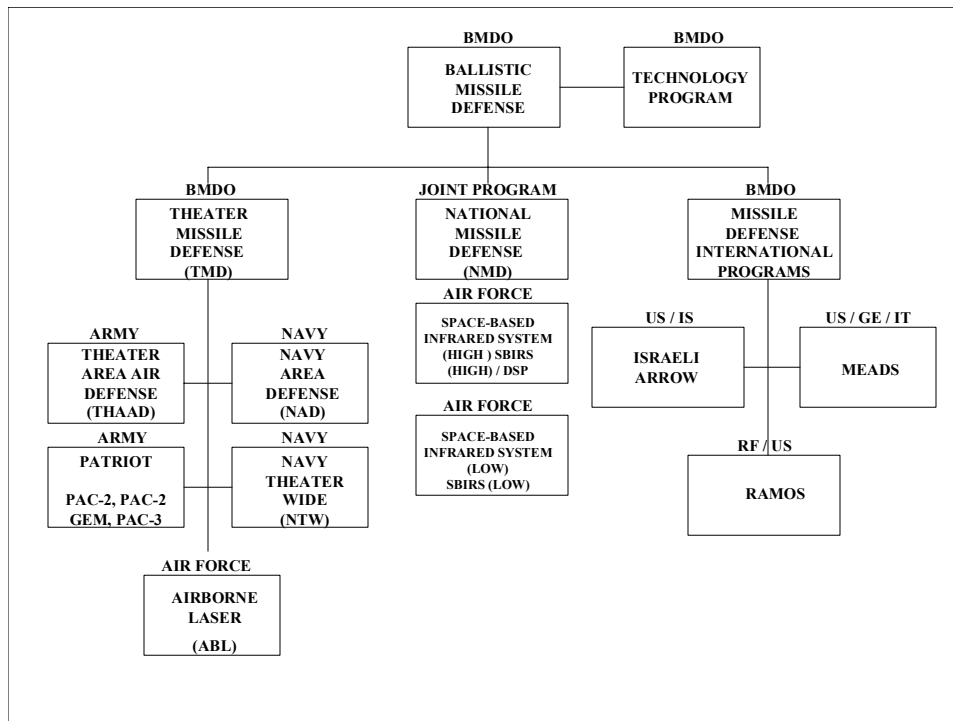 BMDO
BALLISTIC
MISSILE
DEFENSE
BMDO
TECHNOLOGY
PROGRAM
BMDO
THEATER
MISSILE
DEFENSE
(TMD)
JOINT PROGRAM
NATIONAL
MISSILE
DEFENSE
(NMD)
BMDO
MISSILE
DEFENSE
INTERNATIONAL
PROGRAMS
ARMY
THEATER
AREA AIR
DEFENSE
(THAAD)
NAVY
NAVY
AREA
DEFENSE
(NAD)
ARMY
PATRIOT
PAC-2, PAC-2
GEM, PAC-3
NAVY
NAVY
THEATER
WIDE
(NTW)
AIR FORCE
AIRBORNE
LASER
(ABL)
AIR FORCE
SPACE-BASED
INFRARED SYSTEM
(HIGH ) SBIRS
(HIGH) / DSP
AIR FORCE
SPACE-BASED
INFRARED SYSTEM
(LOW)
SBIRS (LOW)
US / IS
ISRAELI
ARROW
US / GE / IT
MEADS
RF / US
RAMOS